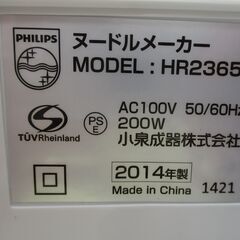 PHILIPS
ヌードルメーカー
MODEL : HR2365
S
TÜVRheinland
PS
E
AC100V 50/60Hz
200W
小泉成器株式会
2014年製
Made in China 1421